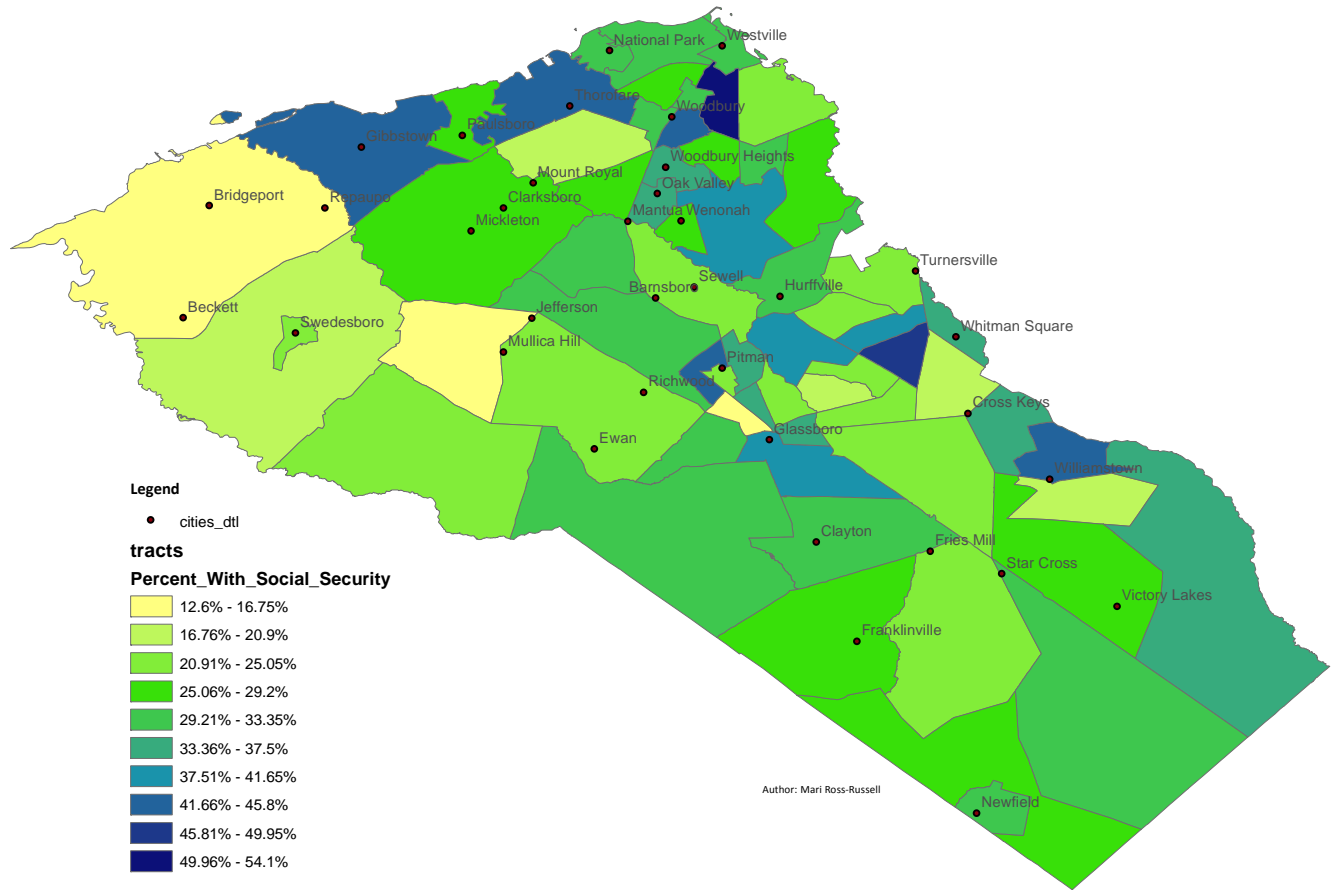 Westville
National Park
Thorofare
Woodbury
Paulsboro
Gibbstown
Woodbury Heights
Mount Royal
Oak Valley
Bridgeport
Repaupo
Clarksboro
Mantua
Wenonah
Mickleton
Turnersville
Sewell
Barnsboro
Hurffville
Beckett
Jefferson
Swedesboro
Whitman Square
Mullica Hill
Pitman
Richwood
Cross Keys
Glassboro
Ewan
Williamstown
Legend
cities_dtl
Clayton
Fries Mill
tracts
Star Cross
Percent_With_Social_Security
Victory Lakes
12.6% - 16.75%
16.76% - 20.9%
Franklinville
20.91% - 25.05%
25.06% - 29.2%
29.21% - 33.35%
33.36% - 37.5%
37.51% - 41.65%
Author: Mari Ross-Russell
41.66% - 45.8%
Newfield
45.81% - 49.95%
49.96% - 54.1%